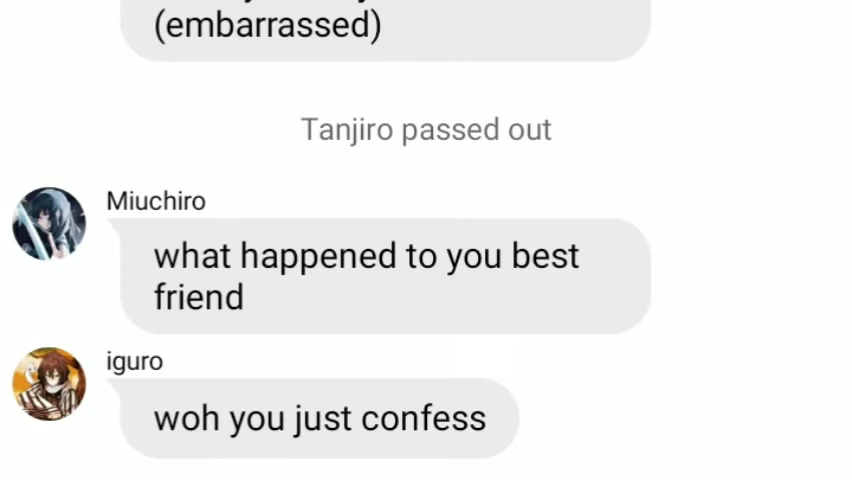 (embarrassed)
Tanjiro passed out
Miuchiro
what happened to you best
friend
iguro
woh you just confess